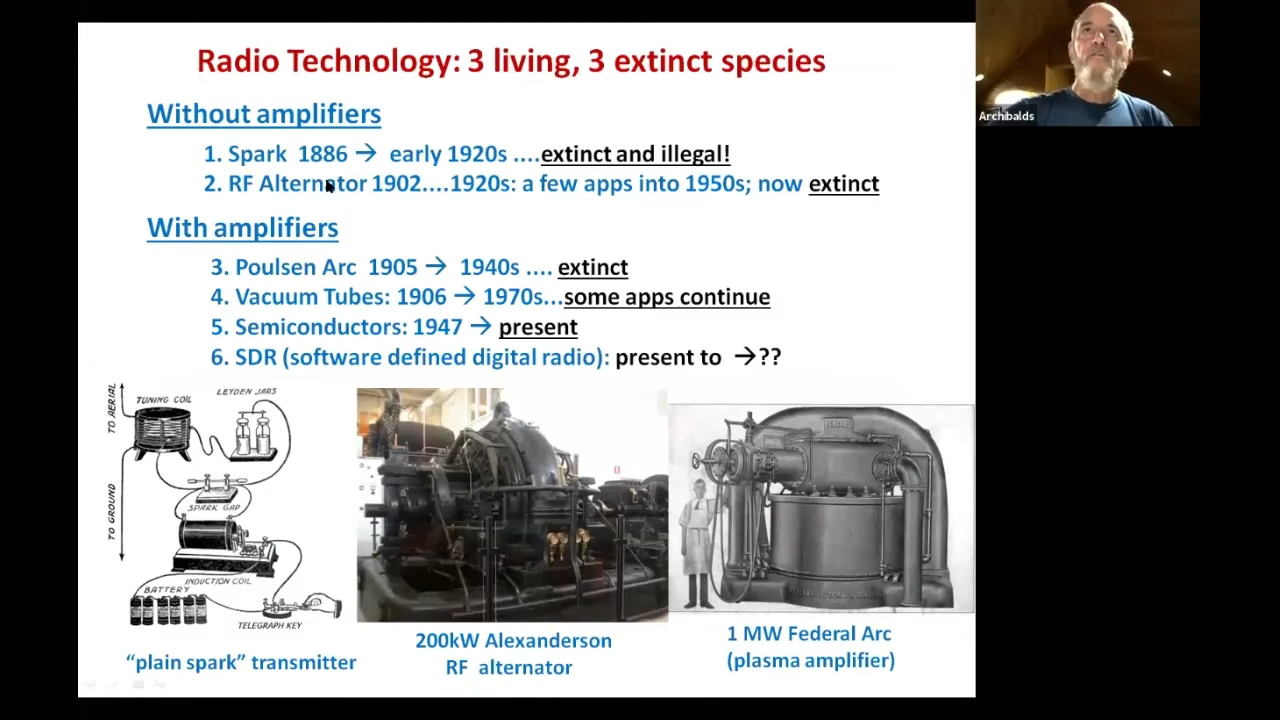 Radio Technology: 3 living, 3 extinct species
Without amplifiers
1. Spark 1886 → early 1920s ....extinct and illegal!
2. RF Alternator 1902....1920s: a few apps into 1950s; now extinct
With amplifiers
3. Poulsen Arc 1905 → 1940s .... extinct
4. Vacuum Tubes: 1906 → 1970s...some apps continue
5. Semiconductors: 1947 → present
6. SDR (software defined digital radio): present to →??
TO AERIAL
TUNING COIL
LEYDEN JARS
TO GROUND
SPARK GAP
INDUCTION COIL
BATTERY
TELEGRAPH KEY
"plain spark" transmitter
200kW Alexanderson
RF alternator
1 MW Federal Arc
(plasma amplifier)
Archibalds